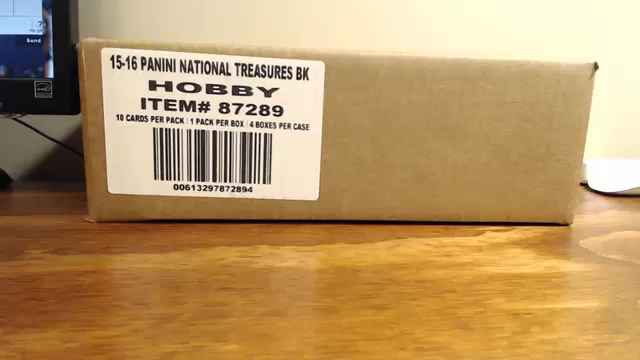 15-16 PANINI NATIONAL TREASURES BK
HOBBY
ITEM# 87289
10 CARDS PER PACK / 1 PACK PER BOX / 4 BOXES PER CASE
00613297872894
Send